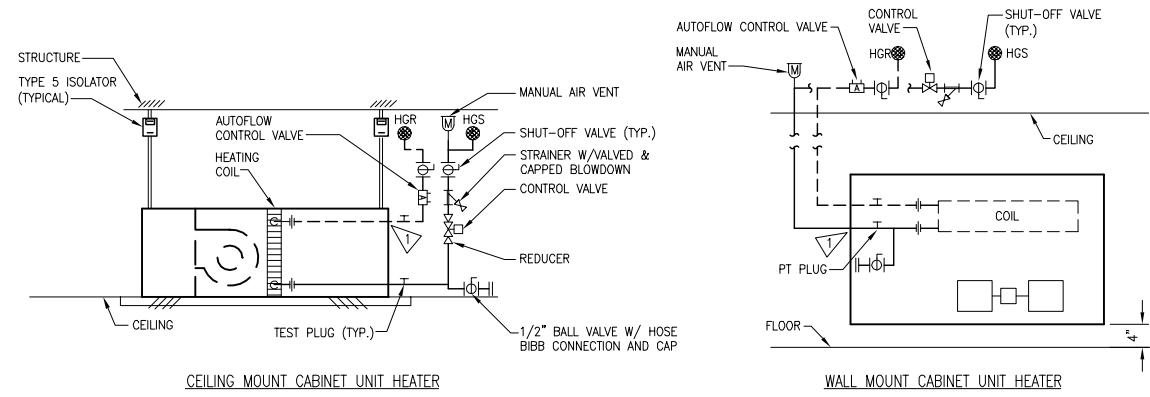 STRUCTURE
TYPE 5 ISOLATOR
(TYPICAL)
AUTOFLOW
CONTROL VALVE
HEATING
COIL
HGR
M
HGS
MANUAL AIR VENT
SHUT-OFF VALVE (TYP.)
STRAINER W/VALVED &
CAPPED BLOWDOWN
CONTROL VALVE
A
1
REDUCER
CEILING
TEST PLUG (TYP.)
1/2" BALL VALVE W/ HOSE
BIBB CONNECTION AND CAP
CEILING MOUNT CABINET UNIT HEATER
AUTOFLOW CONTROL VALVE
CONTROL
VALVE
SHUT-OFF VALVE
(TYP.)
MANUAL
AIR VENT
HGR
HGS
M
A
CEILING
COIL
1
PT PLUG
FLOOR
4"
WALL MOUNT CABINET UNIT HEATER